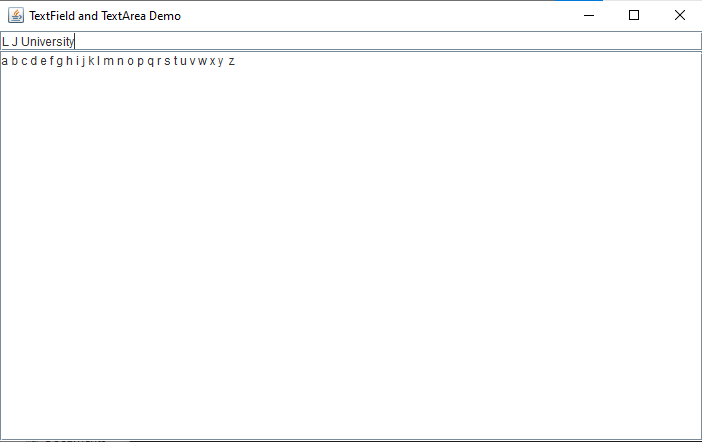 TextField and TextArea Demo
L J University
a b c d e f g h i j k l m n o p q r s t u v w x y z